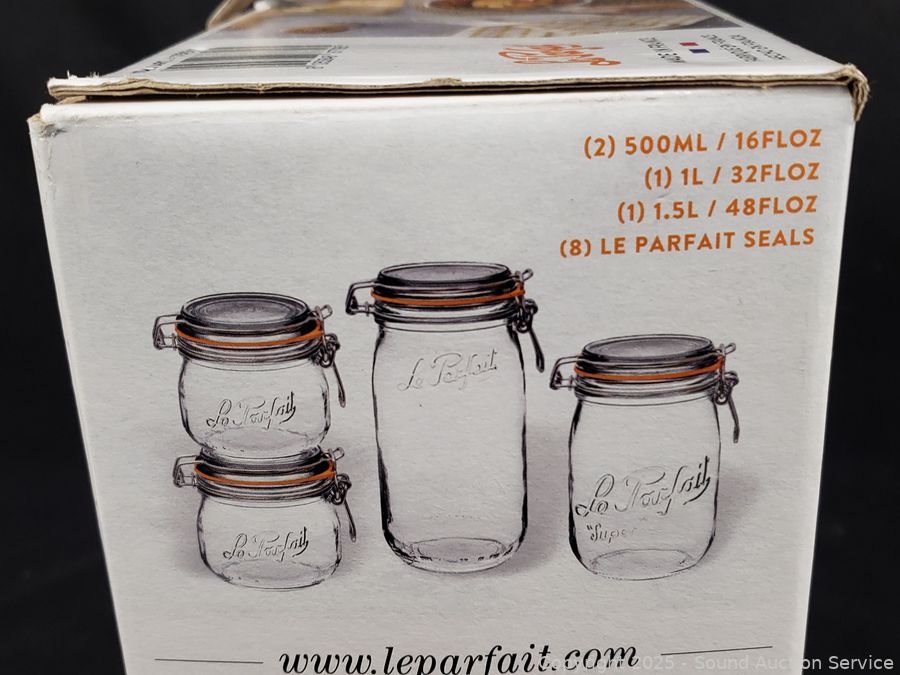 (2) 500ML / 16FLOZ
(1) 1L / 32FLOZ
(1) 1.5L / 48FLOZ
(8) LE PARFAIT SEALS
Le Parfait
Le Parfait
Le Parfait
Le Parfait
"Super"
www.leparfait.com
Copyright 2025 - Sound Auction Service